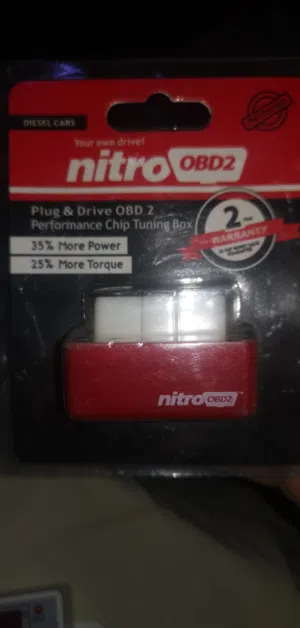 DIESEL CARS
Your own drive!
nitro OBD2
Plug & Drive OBD 2
Performance Chip Tuning Box
35% More Power
25% More Torque
2
WARRANTY
nitro OBD2